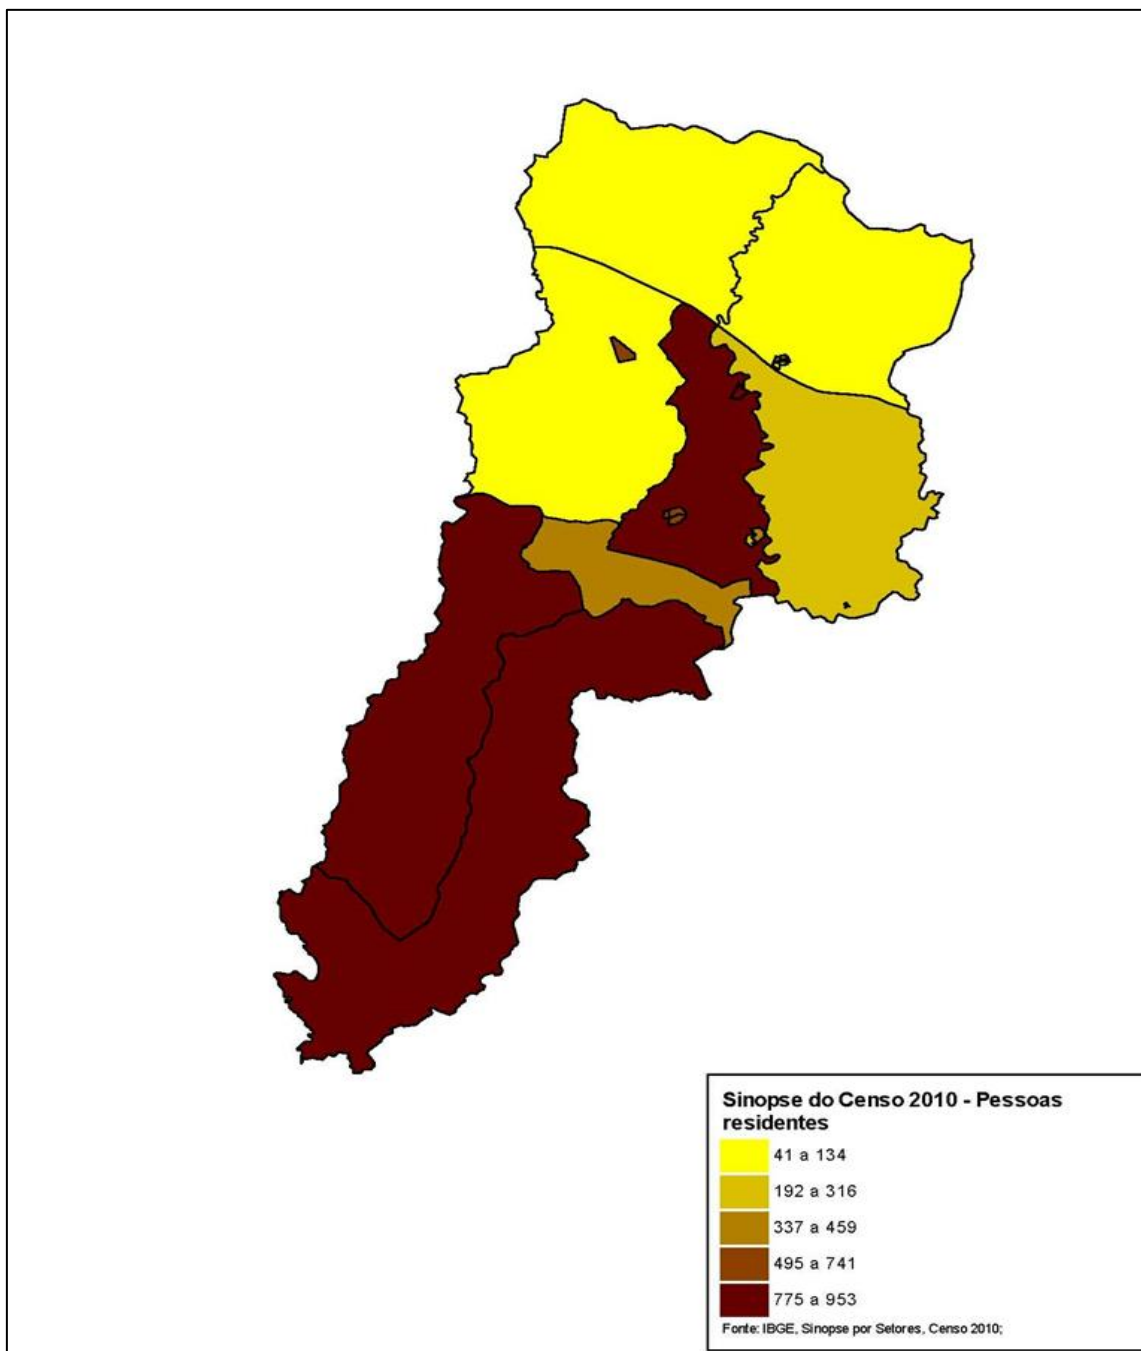 Sinopse do Censo 2010 - Pessoas
residentes
41 a 134
192 a 316
337 a 459
495 a 741
775 a 953
Fonte: IBGE, Sinopse por Setores, Censo 2010;